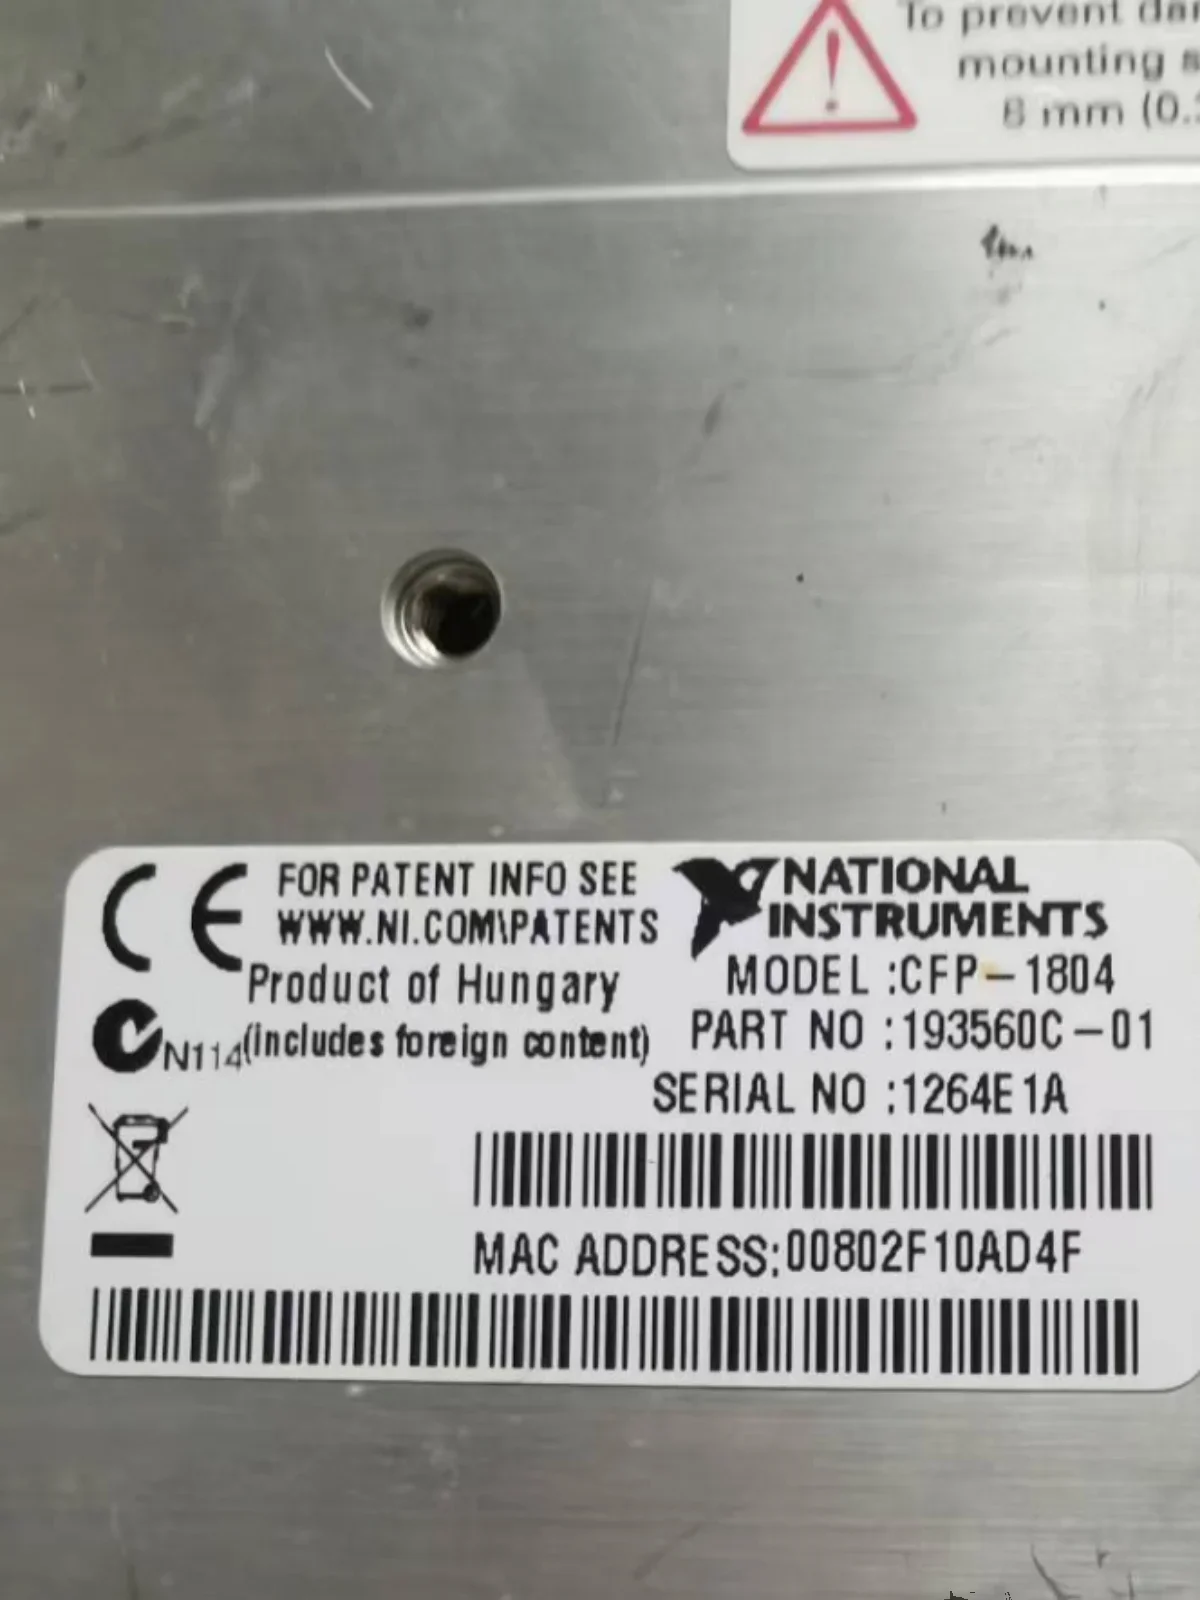 To prevent
mounting
mm (0.
CE
FOR PATENT INFO SEE
WWW.NI.COM\PATENTS
Product of Hungary
(includes foreign content)
N114
NATIONAL
INSTRUMENTS
MODEL :CFP-1804
PART NO :193560C-01
SERIAL NO :1264E1A
MAC ADDRESS:00802F10AD4F